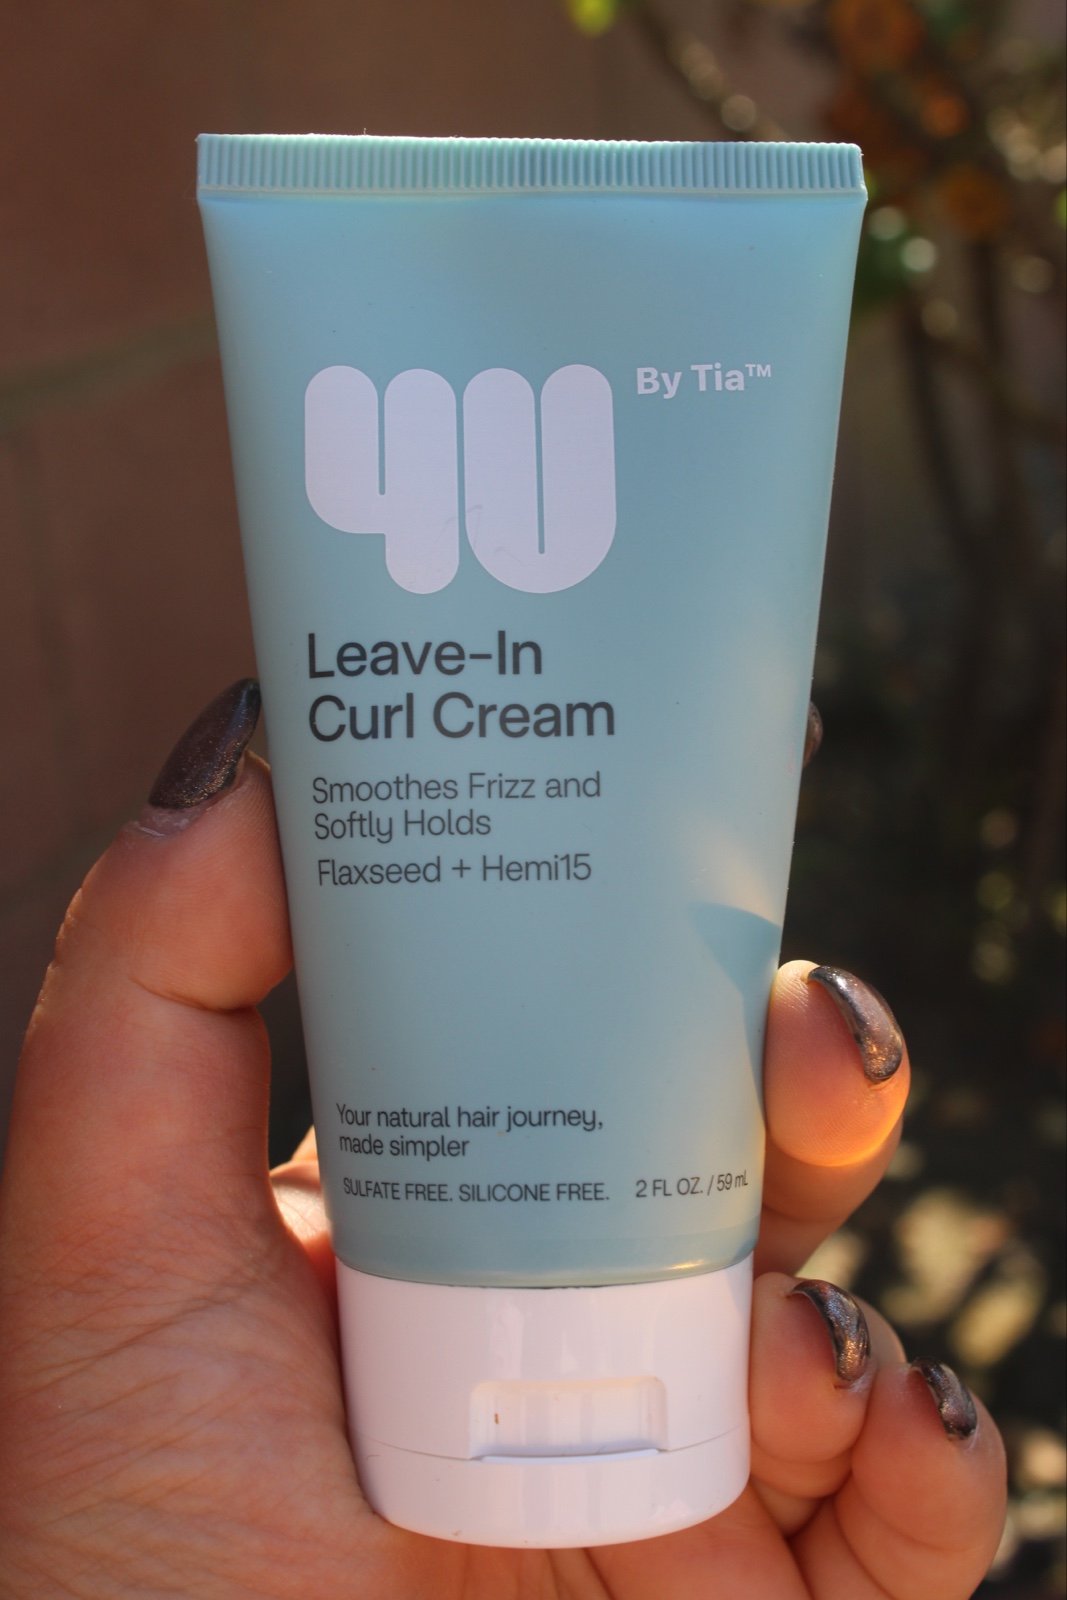 4U By Tia™
Leave-In
Curl Cream
Smoothes Frizz and
Softly Holds
Flaxseed + Hemi15
Your natural hair journey,
made simpler
SULFATE FREE. SILICONE FREE. 2 FL OZ. / 59 mL